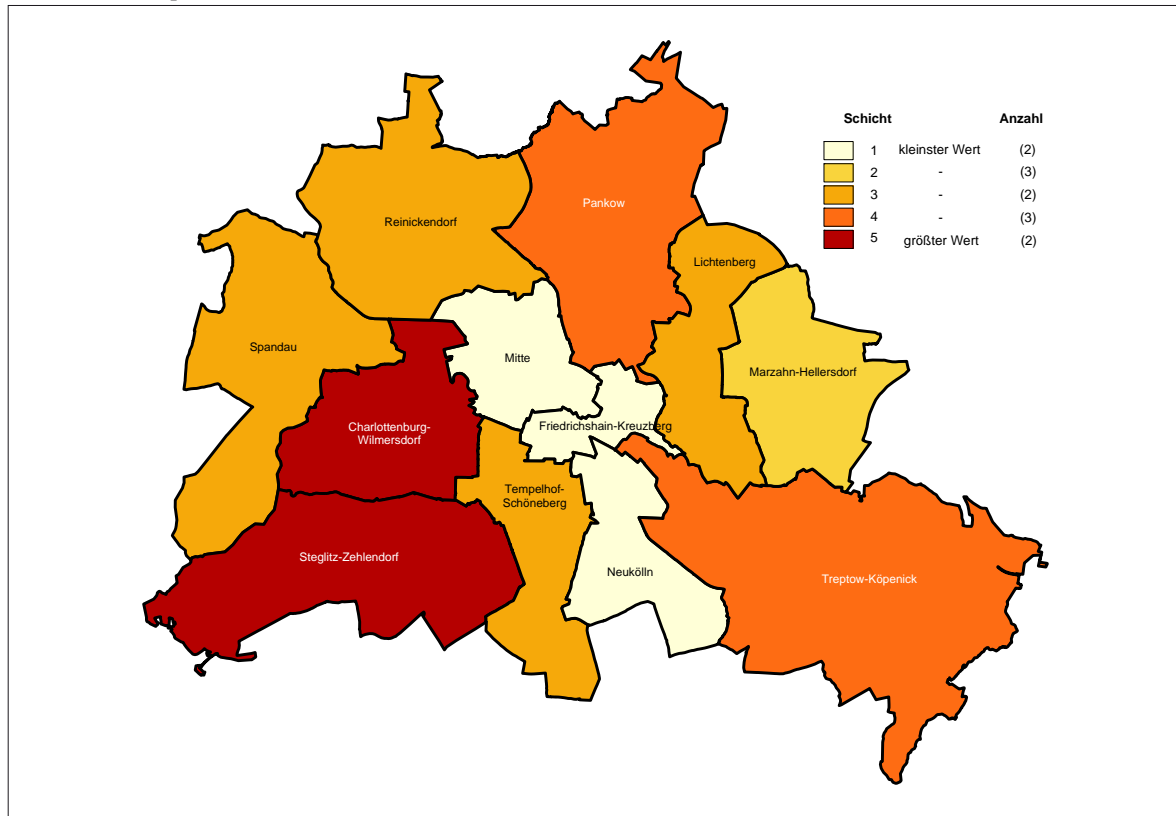 Schicht Anzahl
1 kleinster Wert (2)
2 - (3)
3 - (2)
4 - (3)
5 größter Wert (2)
Pankow
Reinickendorf
Lichtenberg
Spandau
Mitte
Marzahn-Hellersdorf
Charlottenburg-
Wilmersdorf
Friedrichshain-Kreuzberg
Tempelhof-
Schöneberg
Steglitz-Zehlendorf
Neukölln
Treptow-Köpenick